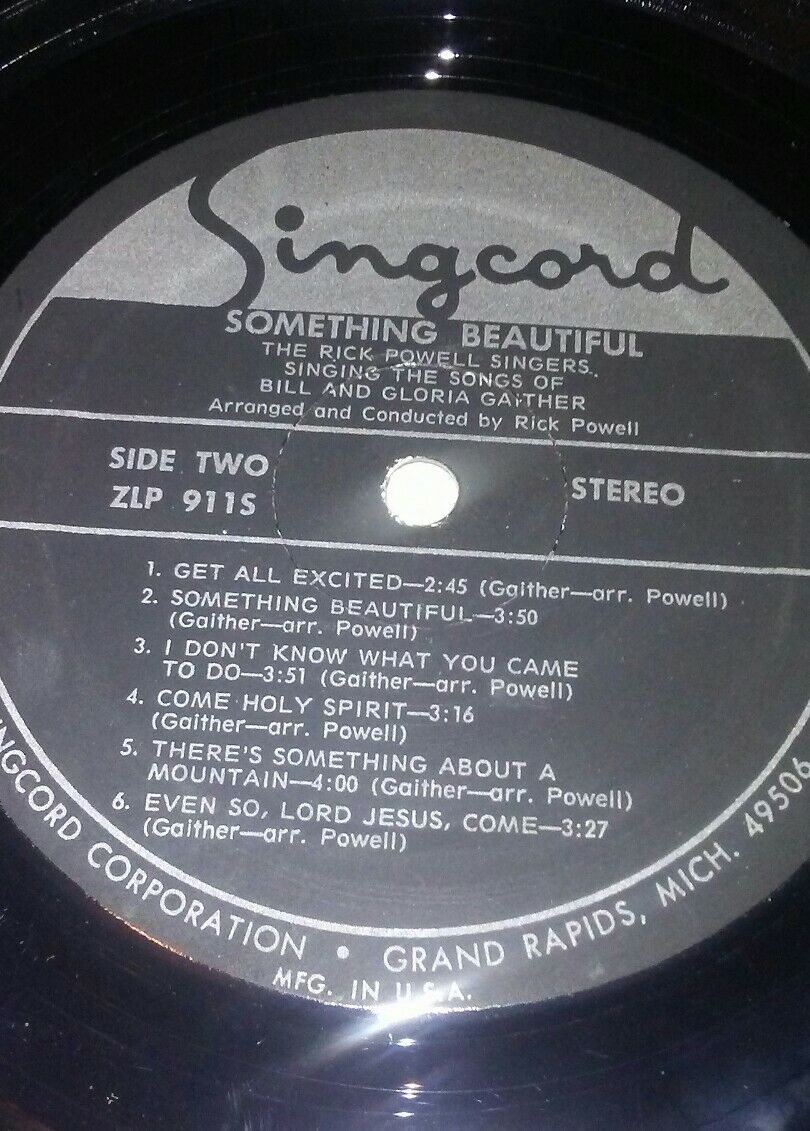 Singcord
SOMETHING BEAUTIFUL
THE RICK POWELL SINGERS
SINGING THE SONGS OF
BILL AND GLORIA GAITHER
Arranged and Conducted by Rick Powell
SIDE TWO
ZLP 911S
STEREO
1. GET ALL EXCITED—2:45 (Gaither—arr. Powell)
2. SOMETHING BEAUTIFUL—3:50
(Gaither—arr. Powell)
3. I DON'T KNOW WHAT YOU CAME
TO DO—3:51 (Gaither—arr. Powell)
4. COME HOLY SPIRIT—3:16
(Gaither—arr. Powell)
5. THERE'S SOMETHING ABOUT A
MOUNTAIN—4:00 (Gaither—arr. Powell)
6. EVEN SO, LORD JESUS, COME—3:27
(Gaither—arr. Powell)
INGCORD CORPORATION • GRAND RAPIDS, MICH. 49506
MFG. IN U.S.A.